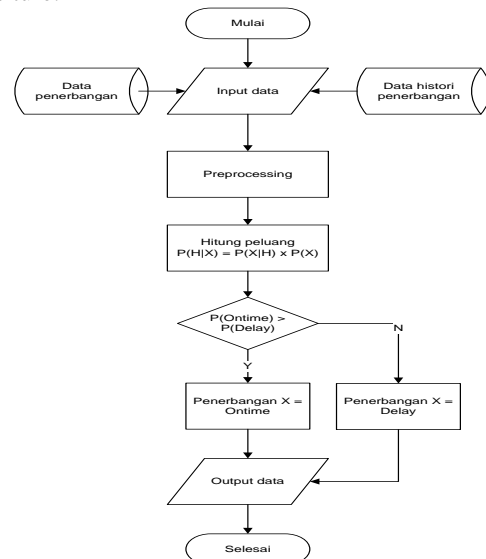 Mulai
Data
penerbangan
Input data
Data histori
penerbangan
Preprocessing
Hitung peluang
P(H|X) = P(X|H) x P(X)
P(Ontime) >
P(Delay)
N
Y
Penerbangan X =
Ontime
Penerbangan X =
Delay
Output data
Selesai